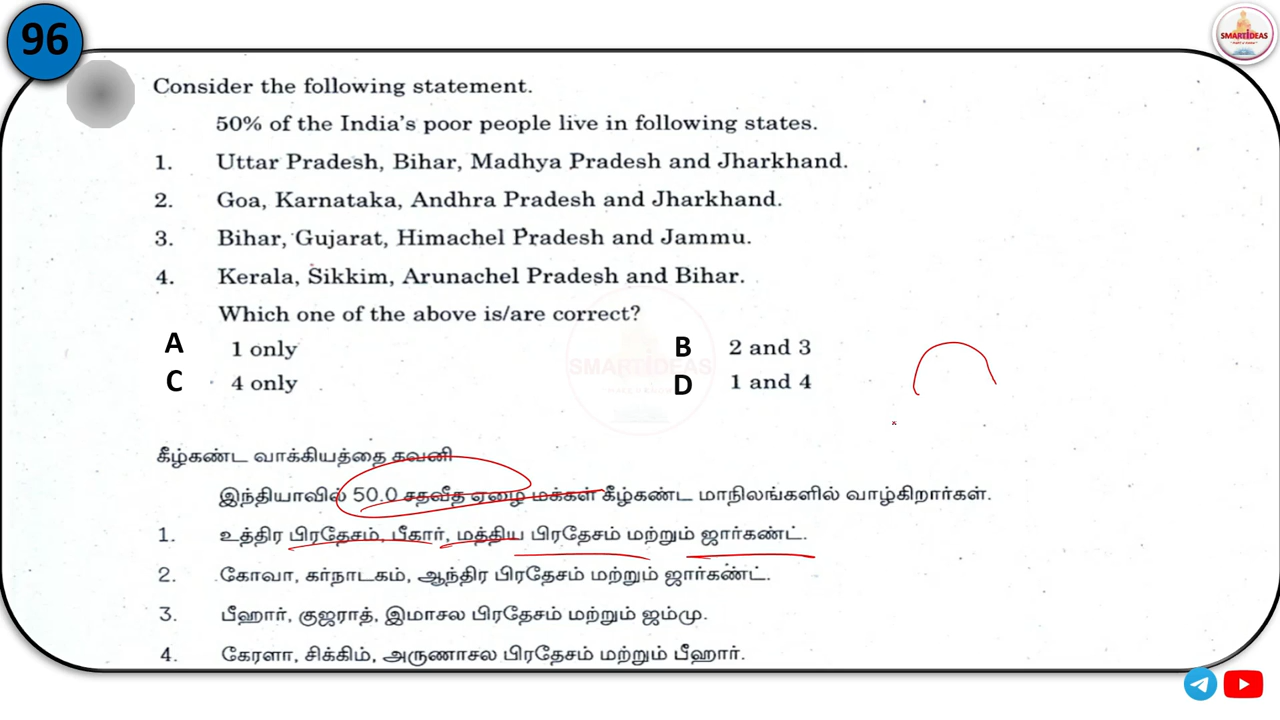 96
SMARTIDEAS
Consider the following statement.
50% of the India's poor people live in following states.
1. Uttar Pradesh, Bihar, Madhya Pradesh and Jharkhand.
2. Goa, Karnataka, Andhra Pradesh and Jharkhand.
3. Bihar, Gujarat, Himachel Pradesh and Jammu.
4. Kerala, Sikkim, Arunachel Pradesh and Bihar.
Which one of the above is/are correct?
A 1 only B 2 and 3
SMARTIDEAS
C 4 only D 1 and 4
கீழ்கண்ட வாக்கியத்தை கவனி
இந்தியாவில் 50.0 சதவீத ஏழை மக்கள் கீழ்கண்ட மாநிலங்களில் வாழ்கிறார்கள்.
1. உத்திர பிரதேசம், பீகார், மத்திய பிரதேசம் மற்றும் ஜார்கண்ட்.
2. கோவா, கர்நாடகம், ஆந்திர பிரதேசம் மற்றும் ஜார்கண்ட்.
3. பீஹார், குஜராத், இமாசல பிரதேசம் மற்றும் ஜம்மு.
4. கேரளா, சிக்கிம், அருணாசல பிரதேசம் மற்றும் பீஹார்.